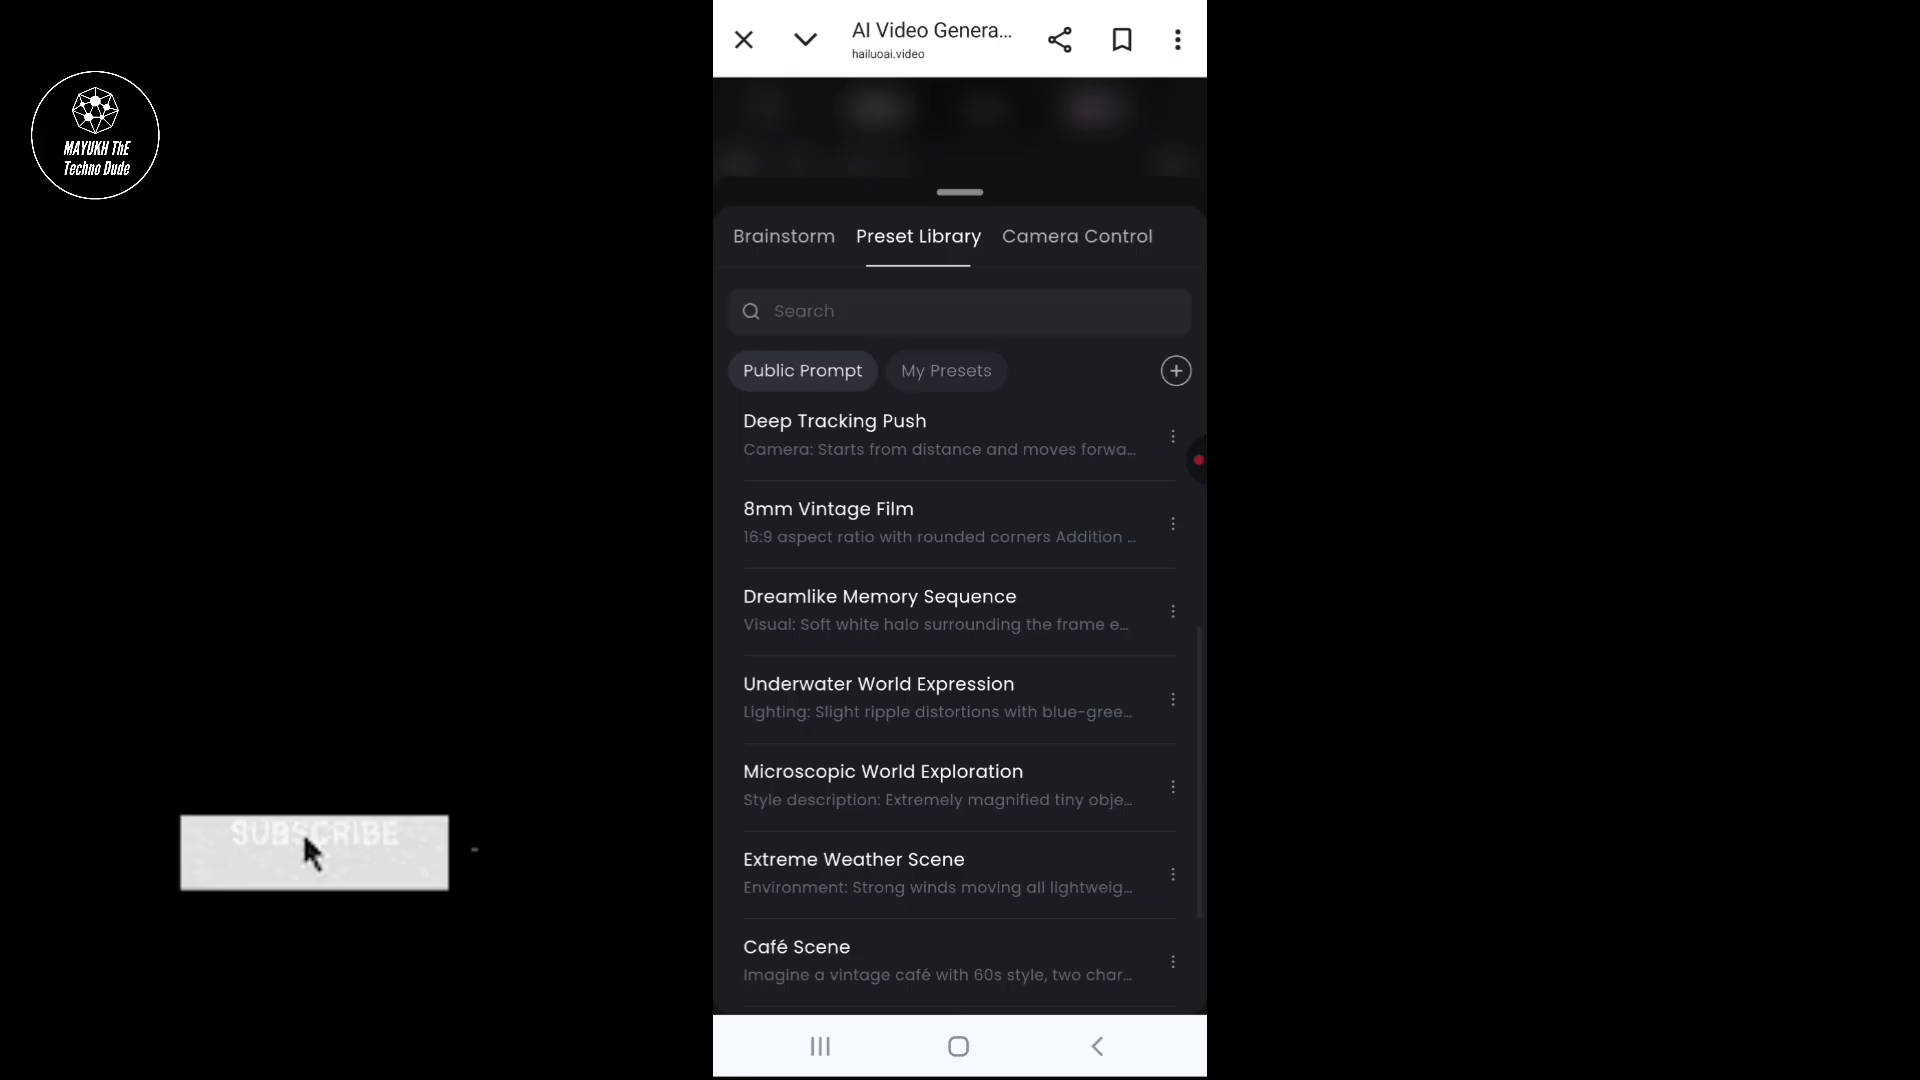 AI Video Genera...
hailuoai.video
MAYUKH ThE
Techno Dude
Brainstorm Preset Library Camera Control
Search
Public Prompt My Presets
Deep Tracking Push
Camera: Starts from distance and moves forwa...
8mm Vintage Film
16:9 aspect ratio with rounded corners Addition ...
Dreamlike Memory Sequence
Visual: Soft white halo surrounding the frame e...
Underwater World Expression
Lighting: Slight ripple distortions with blue-gree...
Microscopic World Exploration
Style description: Extremely magnified tiny obje...
SUBSCRIBE
Extreme Weather Scene
Environment: Strong winds moving all lightweig...
Café Scene
Imagine a vintage café with 60s style, two char...